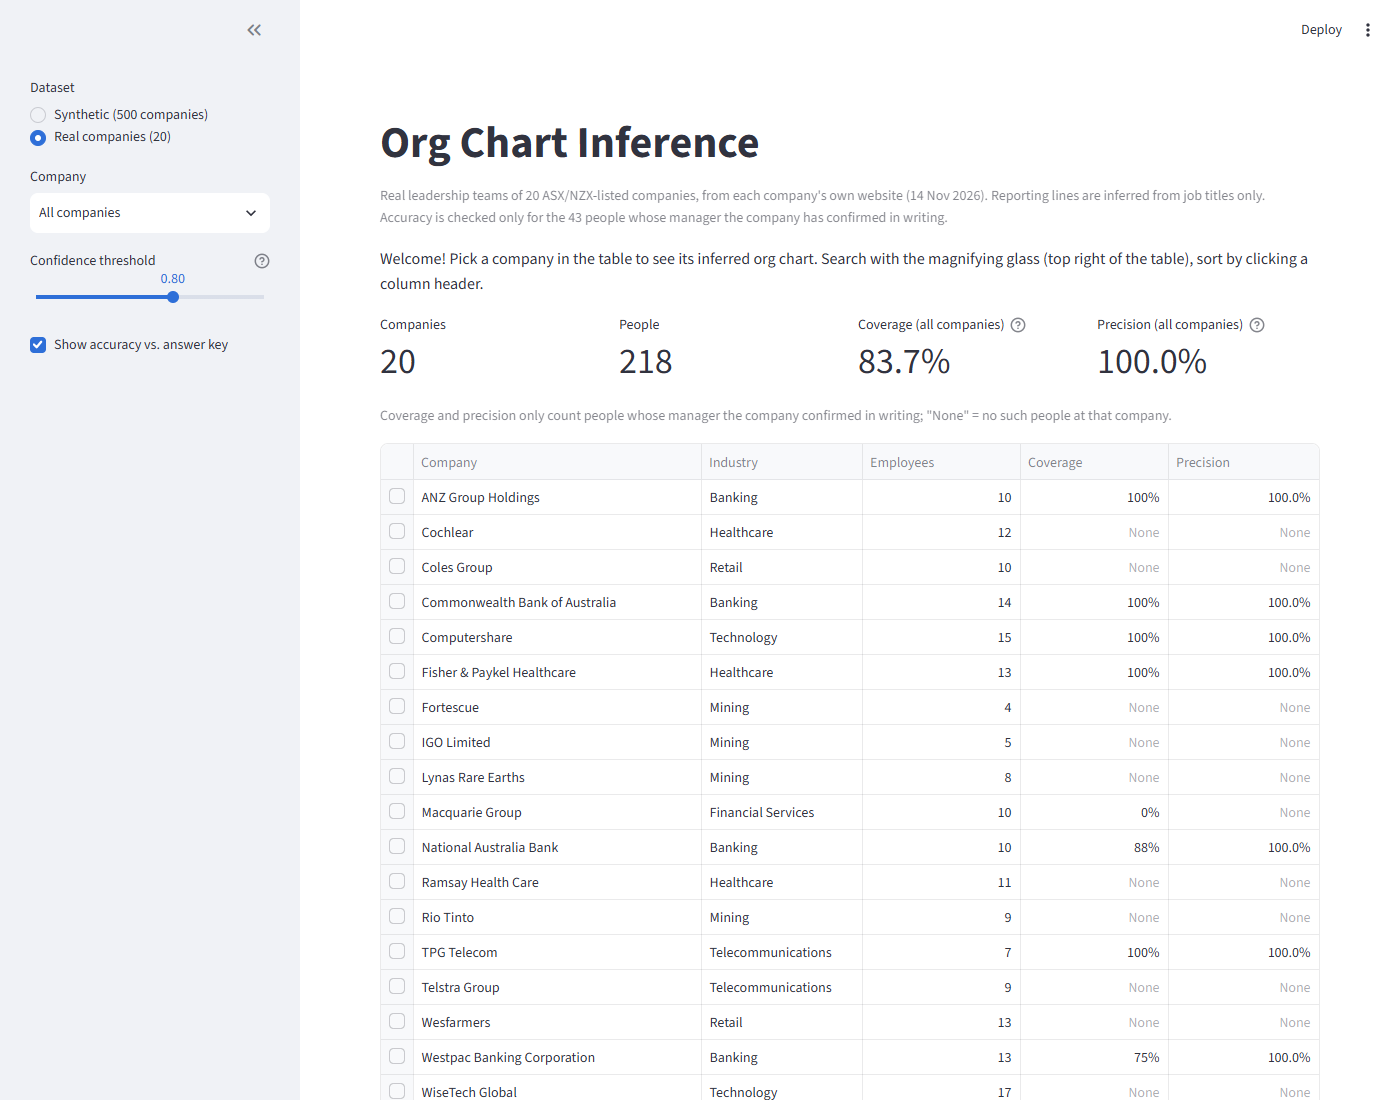 Deploy
Dataset
Synthetic (500 companies)
Real companies (20)
Company
All companies
Confidence threshold
0.80
Show accuracy vs. answer key
Org Chart Inference
Real leadership teams of 20 ASX/NZX-listed companies, from each company's own website (14 Nov 2026). Reporting lines are inferred from job titles only.
Accuracy is checked only for the 43 people whose manager the company has confirmed in writing.
Welcome! Pick a company in the table to see its inferred org chart. Search with the magnifying glass (top right of the table), sort by clicking a
column header.
Companies People Coverage (all companies) Precision (all companies)
20 218 83.7% 100.0%
Coverage and precision only count people whose manager the company confirmed in writing; "None" = no such people at that company.
Company Industry Employees Coverage Precision
ANZ Group Holdings Banking 10 100% 100.0%
Cochlear Healthcare 12 None None
Coles Group Retail 10 None None
Commonwealth Bank of Australia Banking 14 100% 100.0%
Computershare Technology 15 100% 100.0%
Fisher & Paykel Healthcare Healthcare 13 100% 100.0%
Fortescue Mining 4 None None
IGO Limited Mining 5 None None
Lynas Rare Earths Mining 8 None None
Macquarie Group Financial Services 10 0% None
National Australia Bank Banking 10 88% 100.0%
Ramsay Health Care Healthcare 11 None None
Rio Tinto Mining 9 None None
TPG Telecom Telecommunications 7 100% 100.0%
Telstra Group Telecommunications 9 None None
Wesfarmers Retail 13 None None
Westpac Banking Corporation Banking 13 75% 100.0%
WiseTech Global Technology 17 None None